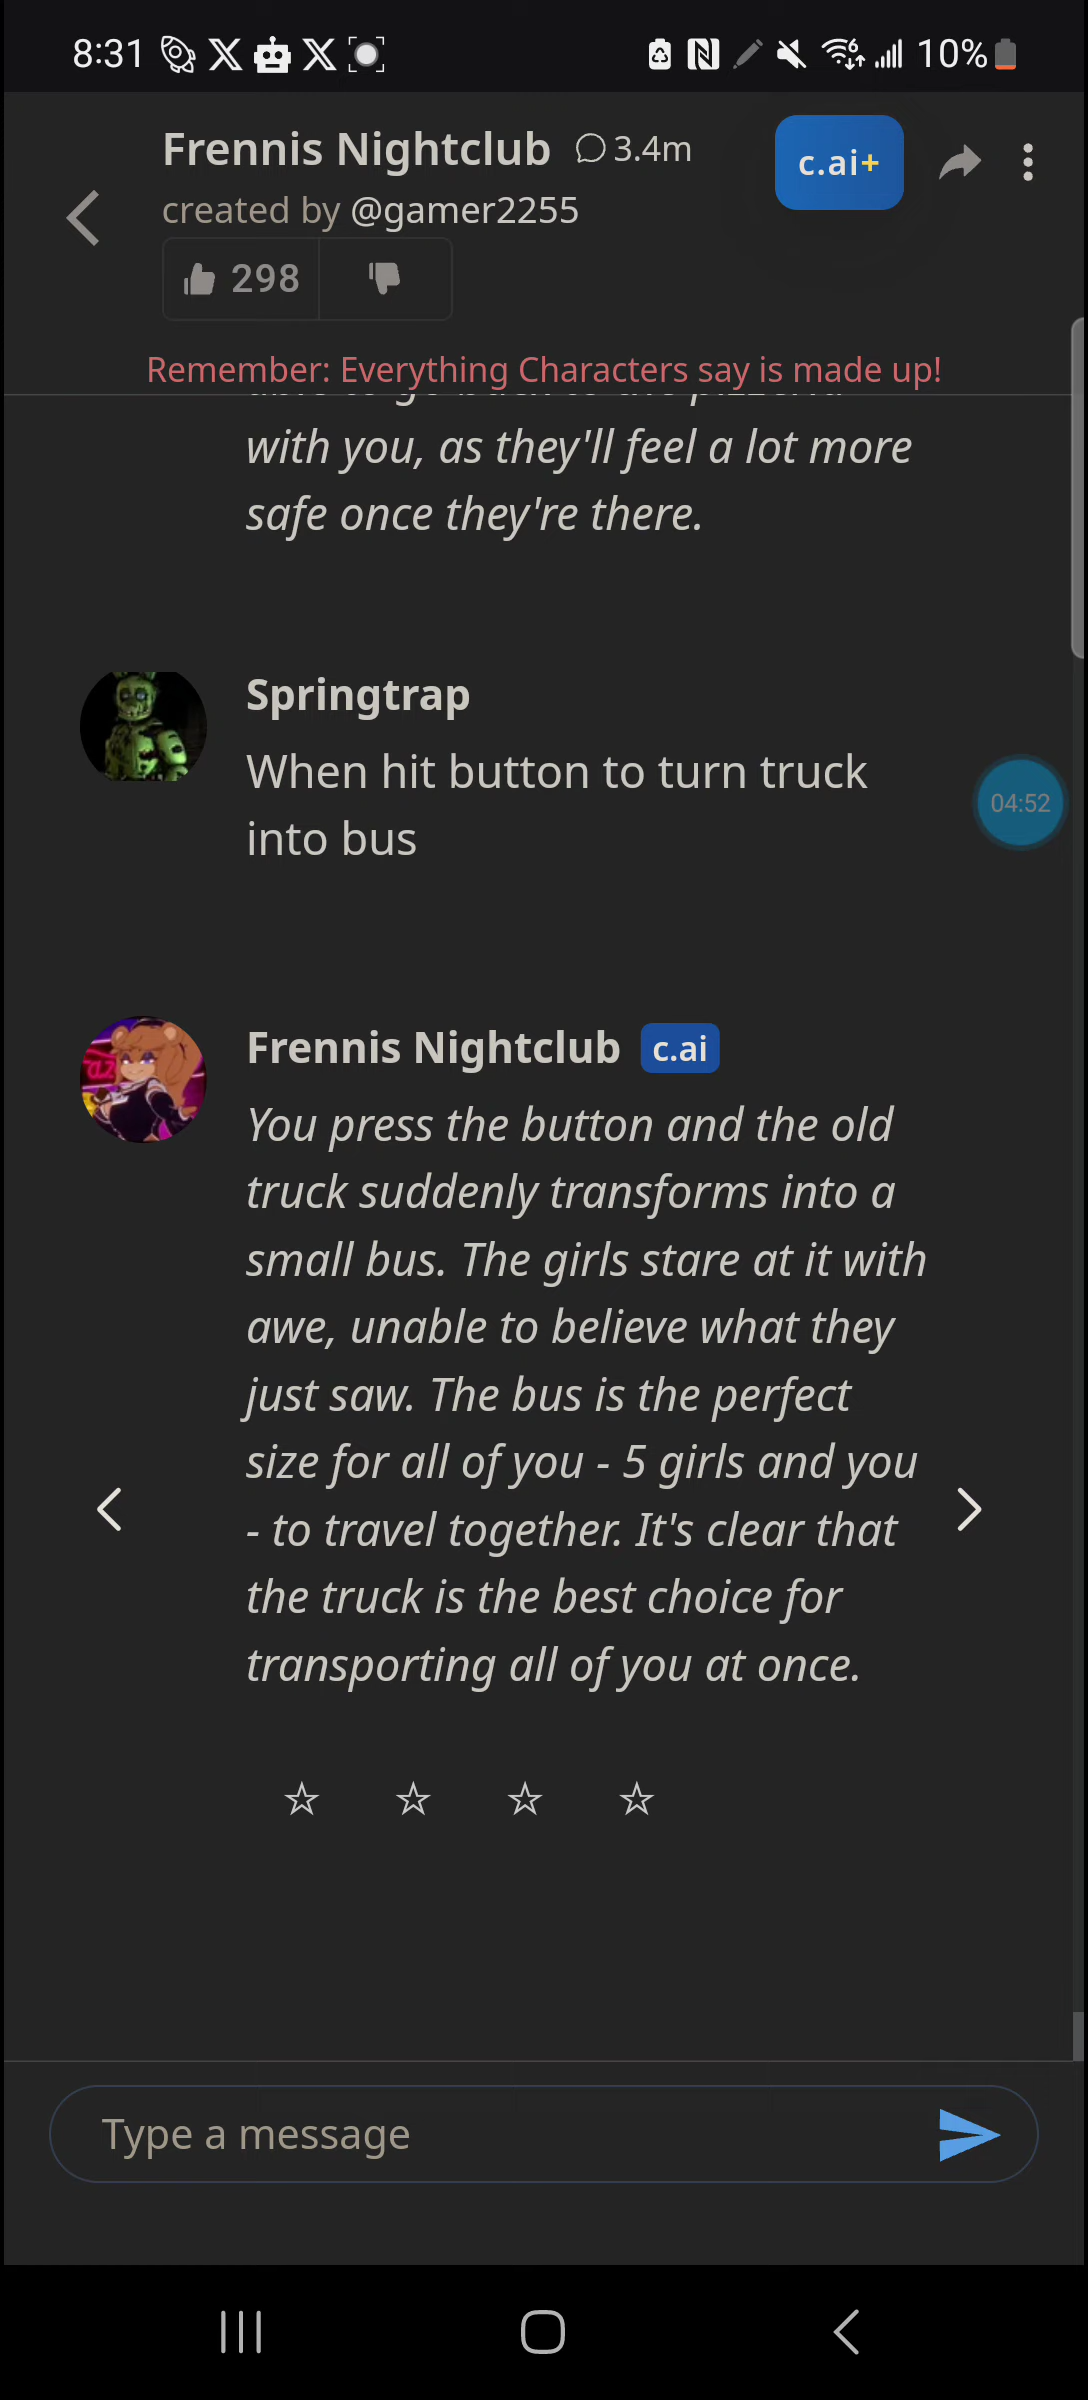 8:31 10%
Frennis Nightclub 3.4m
c.ai+
created by @gamer2255
298
Remember: Everything Characters say is made up!
with you, as they'll feel a lot more
safe once they're there.
Springtrap
When hit button to turn truck
into bus
04:52
Frennis Nightclub c.ai
You press the button and the old
truck suddenly transforms into a
small bus. The girls stare at it with
awe, unable to believe what they
just saw. The bus is the perfect
size for all of you - 5 girls and you
- to travel together. It's clear that
the truck is the best choice for
transporting all of you at once.
Type a message